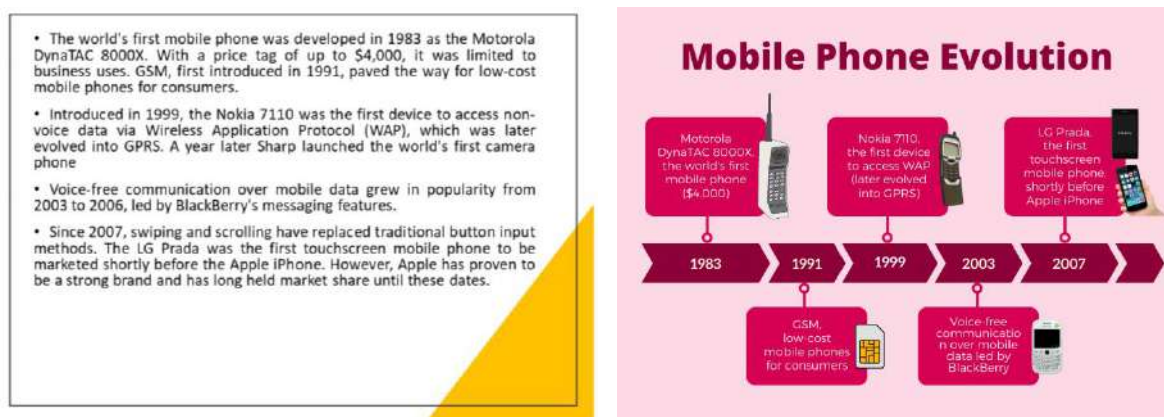 • The world's first mobile phone was developed in 1983 as the Motorola
DynaTAC 8000X. With a price tag of up to $4,000, it was limited to
business uses. GSM, first introduced in 1991, paved the way for low-cost
mobile phones for consumers.
• Introduced in 1999, the Nokia 7110 was the first device to access non-
voice data via Wireless Application Protocol (WAP), which was later
evolved into GPRS. A year later Sharp launched the world's first camera
phone
• Voice-free communication over mobile data grew in popularity from
2003 to 2006, led by BlackBerry's messaging features.
• Since 2007, swiping and scrolling have replaced traditional button input
methods. The LG Prada was the first touchscreen mobile phone to be
marketed shortly before the Apple iPhone. However, Apple has proven to
be a strong brand and has long held market share until these dates.
Mobile Phone Evolution
Motorola
DynaTAC 8000X,
the world's first
mobile phone
($4,000)
Nokia 7110,
the first device
to access WAP
(later evolved
into GPRS)
LG Prada,
the first
touchscreen
mobile phone,
shortly before
Apple iPhone
1983
1991
1999
2003
2007
GSM,
low-cost
mobile phones
for consumers
Voice-free
communicatio
n over mobile
data led by
BlackBerry